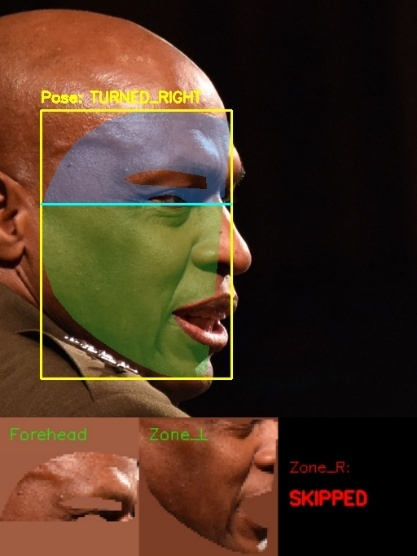 Pose: TURNED_RIGHT
Forehead
Zone_L
Zone_R:
SKIPPED